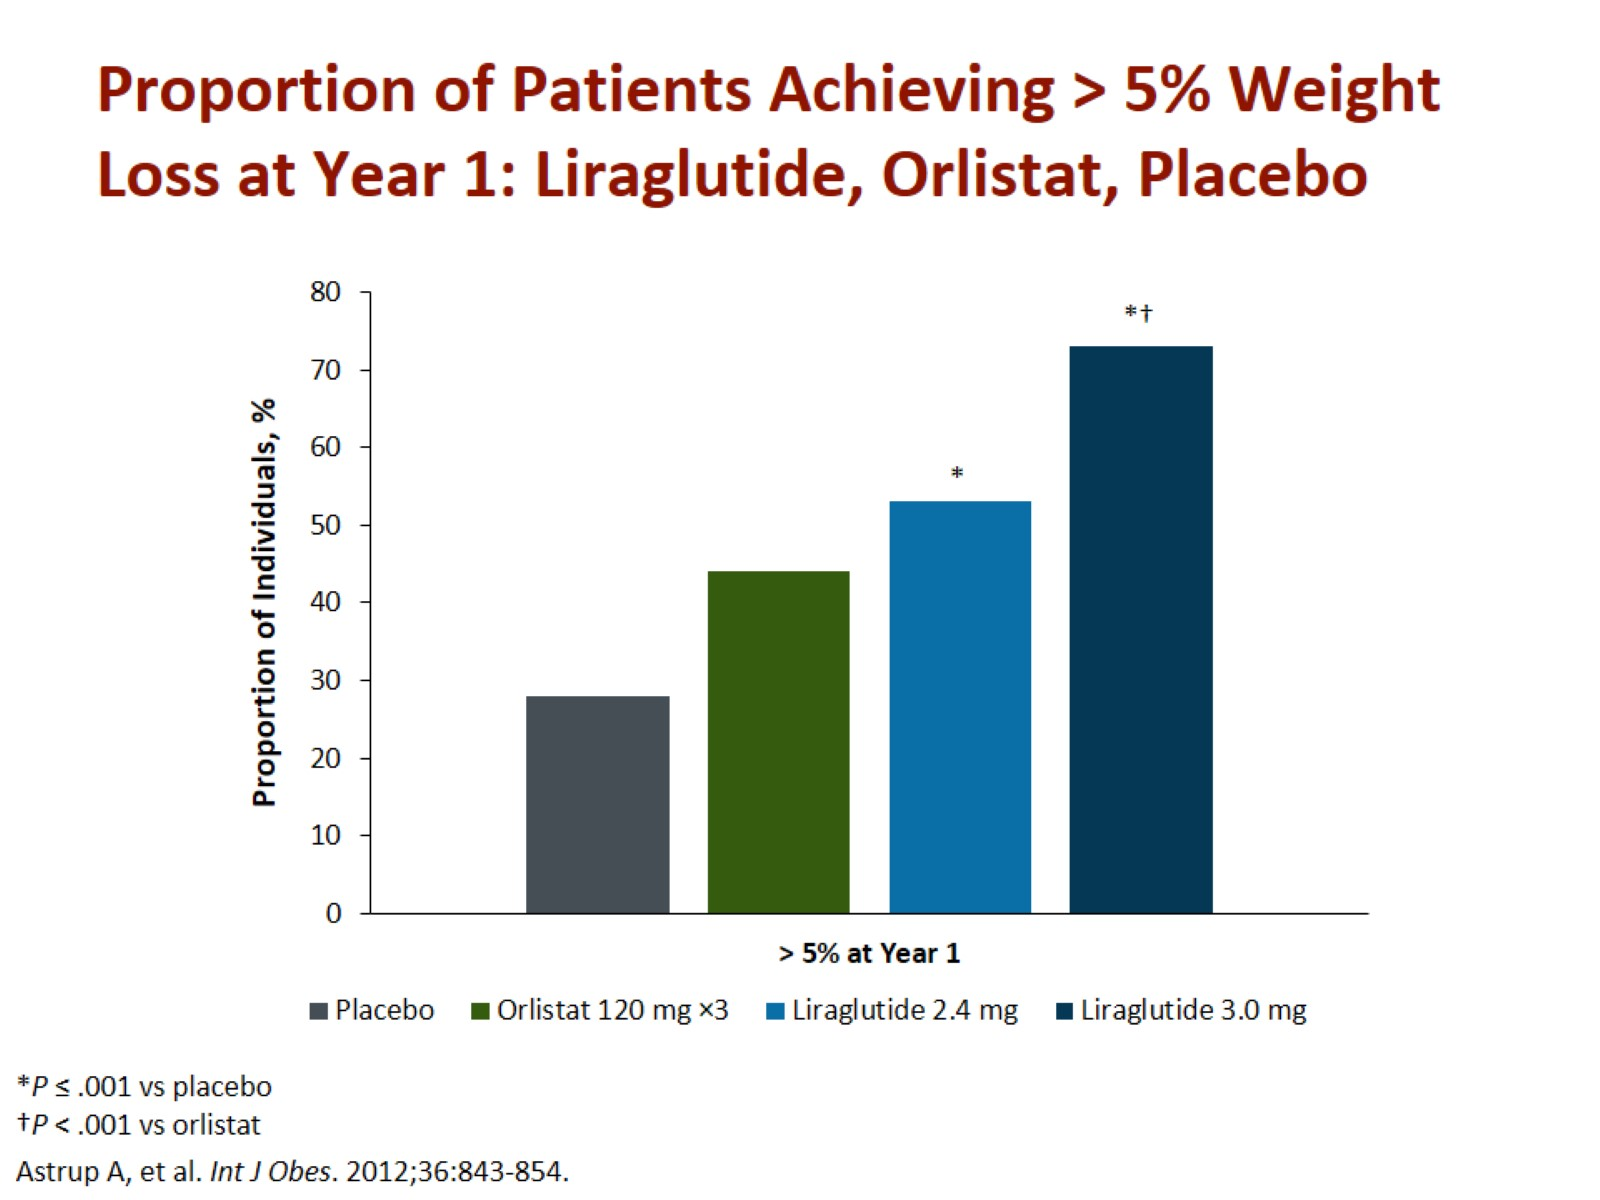 Proportion of Patients Achieving > 5% Weight
Loss at Year 1: Liraglutide, Orlistat, Placebo
80
70
60
50
40
30
20
10
0
Proportion of Individuals, %
*
*†
> 5% at Year 1
Placebo Orlistat 120 mg ×3 Liraglutide 2.4 mg Liraglutide 3.0 mg
*P ≤ .001 vs placebo
†P < .001 vs orlistat
Astrup A, et al. Int J Obes. 2012;36:843-854.